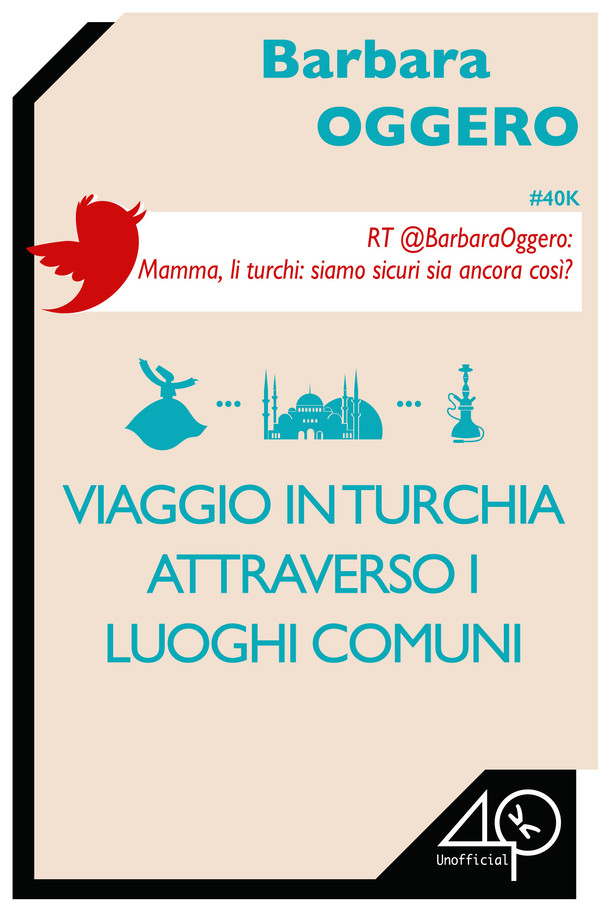 Barbara
OGGERO
#40K
RT @BarbaraOggero:
Mamma, li turchi: siamo sicuri sia ancora così?
VIAGGIO IN TURCHIA
ATTRAVERSO I
LUOGHI COMUNI
40K
Unofficial